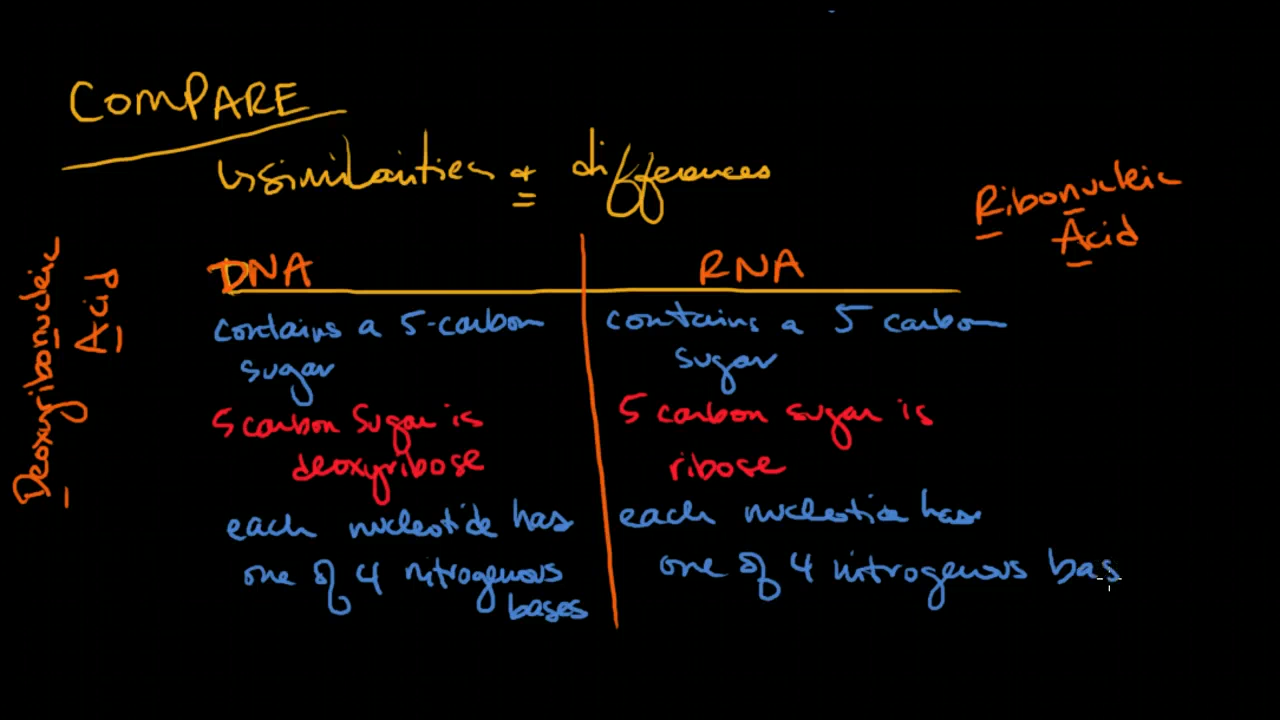 COMPARE
↳ similarities & differences
Ribonucleic
Acid
Deoxyribonucleic
Acid
DNA
RNA
contains a 5-carbon
sugar
5 carbon sugar is
deoxyribose
each nucleotide has
one of 4 nitrogenous
bases
contains a 5 carbon
sugar
5 carbon sugar is
ribose
each nucleotide has
one of 4 nitrogenous bas